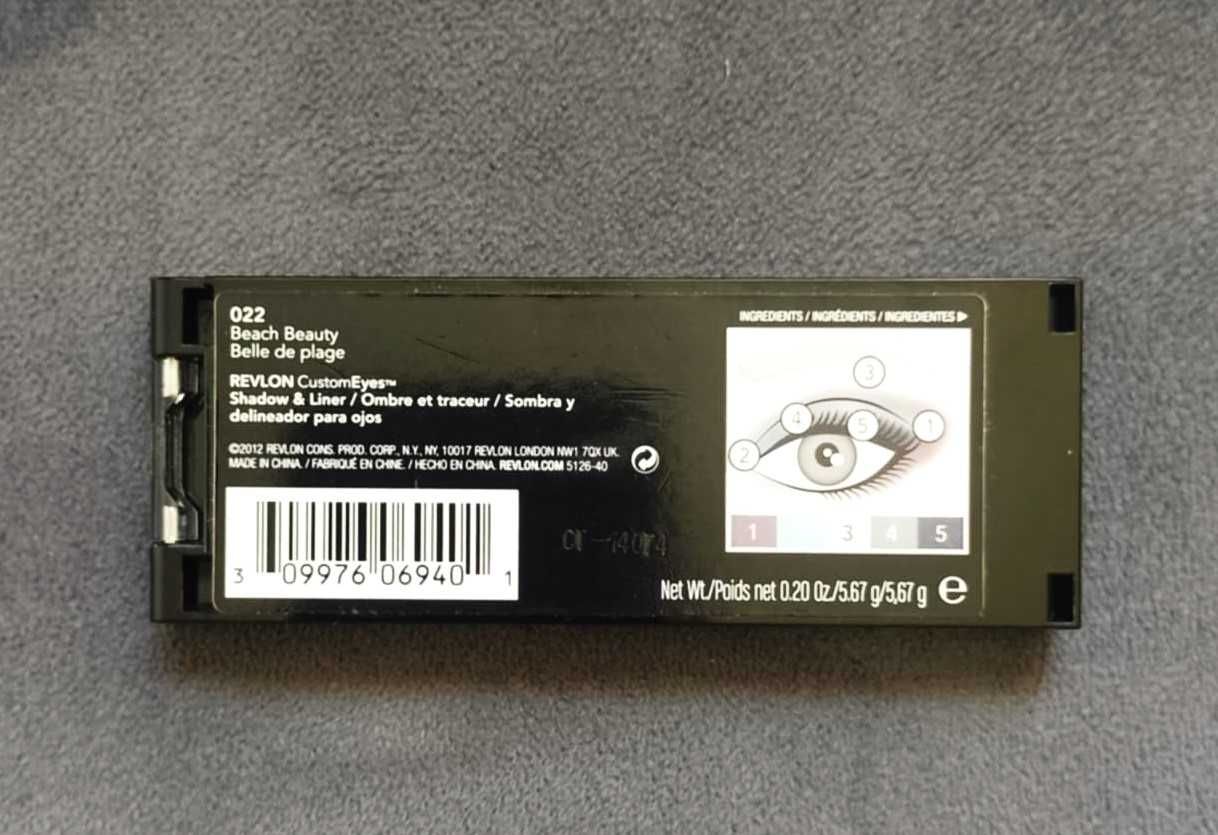 022
Beach Beauty
Belle de plage
REVLON CustomEyes™
Shadow & Liner / Ombre et traceur / Sombra y
delineador para ojos
©2012 REVLON CONS. PROD. CORP., N.Y., NY, 10017 REVLON LONDON NW1 7QX UK.
MADE IN CHINA. / FABRIQUÉ EN CHINE. / HECHO EN CHINA. REVLON.COM 5126-40
3 09976 06940 1
INGREDIENTS / INGRÉDIENTS / INGREDIENTES ▶
3
4 5 1
2
1 3 4 5
Net Wt./Poids net 0.20 Oz./5.67 g/5,67 g e